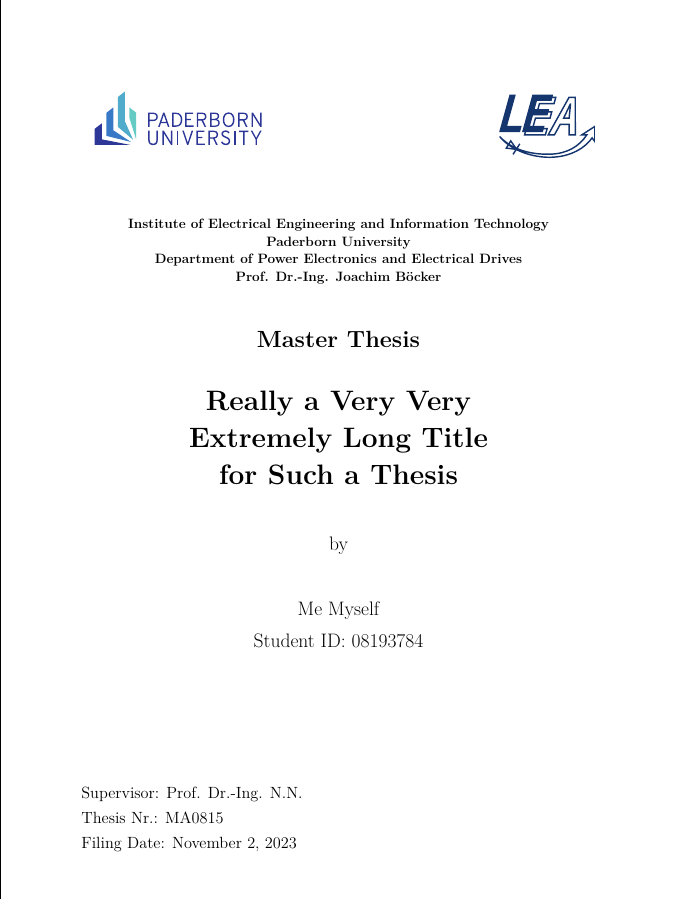 PADERBORN
UNIVERSITY
LEA
Institute of Electrical Engineering and Information Technology
Paderborn University
Department of Power Electronics and Electrical Drives
Prof. Dr.-Ing. Joachim Böcker
Master Thesis
Really a Very Very
Extremely Long Title
for Such a Thesis
by
Me Myself
Student ID: 08193784
Supervisor: Prof. Dr.-Ing. N.N.
Thesis Nr.: MA0815
Filing Date: November 2, 2023